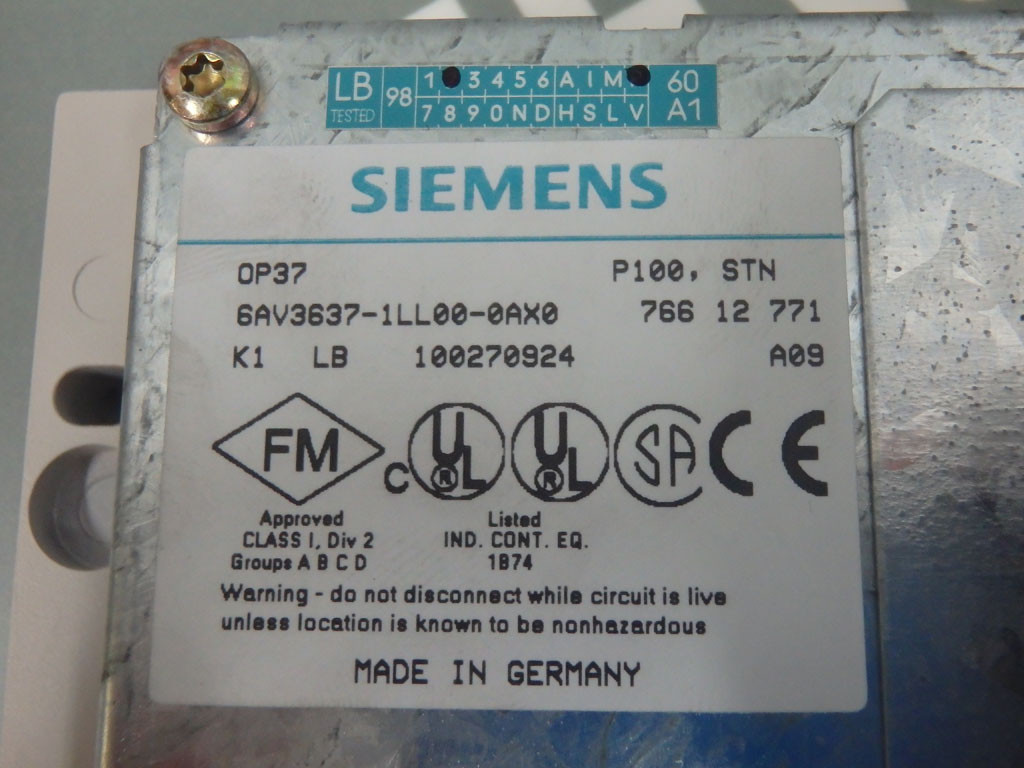 LB 98 1 3 4 5 6 A I M 60
TESTED 7 8 9 0 N D H S L V A1
SIEMENS
OP37 P100, STN
6AV3637-1LL00-0AX0 766 12 771
K1 LB 100270924 A09
FM C UL ® UL ® SA CE
Approved Listed
CLASS I, Div 2 IND. CONT. EQ.
Groups A B C D 1B74
Warning - do not disconnect while circuit is live
unless location is known to be nonhazardous
MADE IN GERMANY